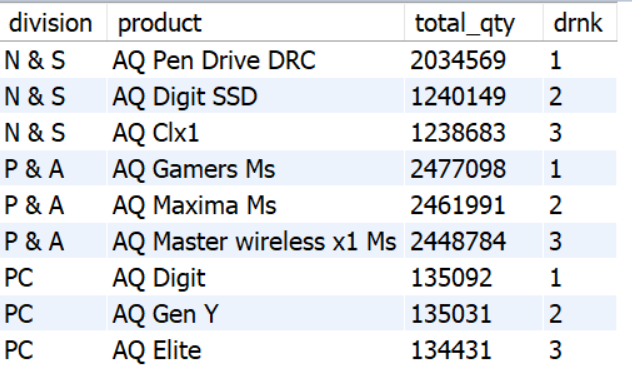 division product total_qty drnk
N & S AQ Pen Drive DRC 2034569 1
N & S AQ Digit SSD 1240149 2
N & S AQ Clx1 1238683 3
P & A AQ Gamers Ms 2477098 1
P & A AQ Maxima Ms 2461991 2
P & A AQ Master wireless x1 Ms 2448784 3
PC AQ Digit 135092 1
PC AQ Gen Y 135031 2
PC AQ Elite 134431 3